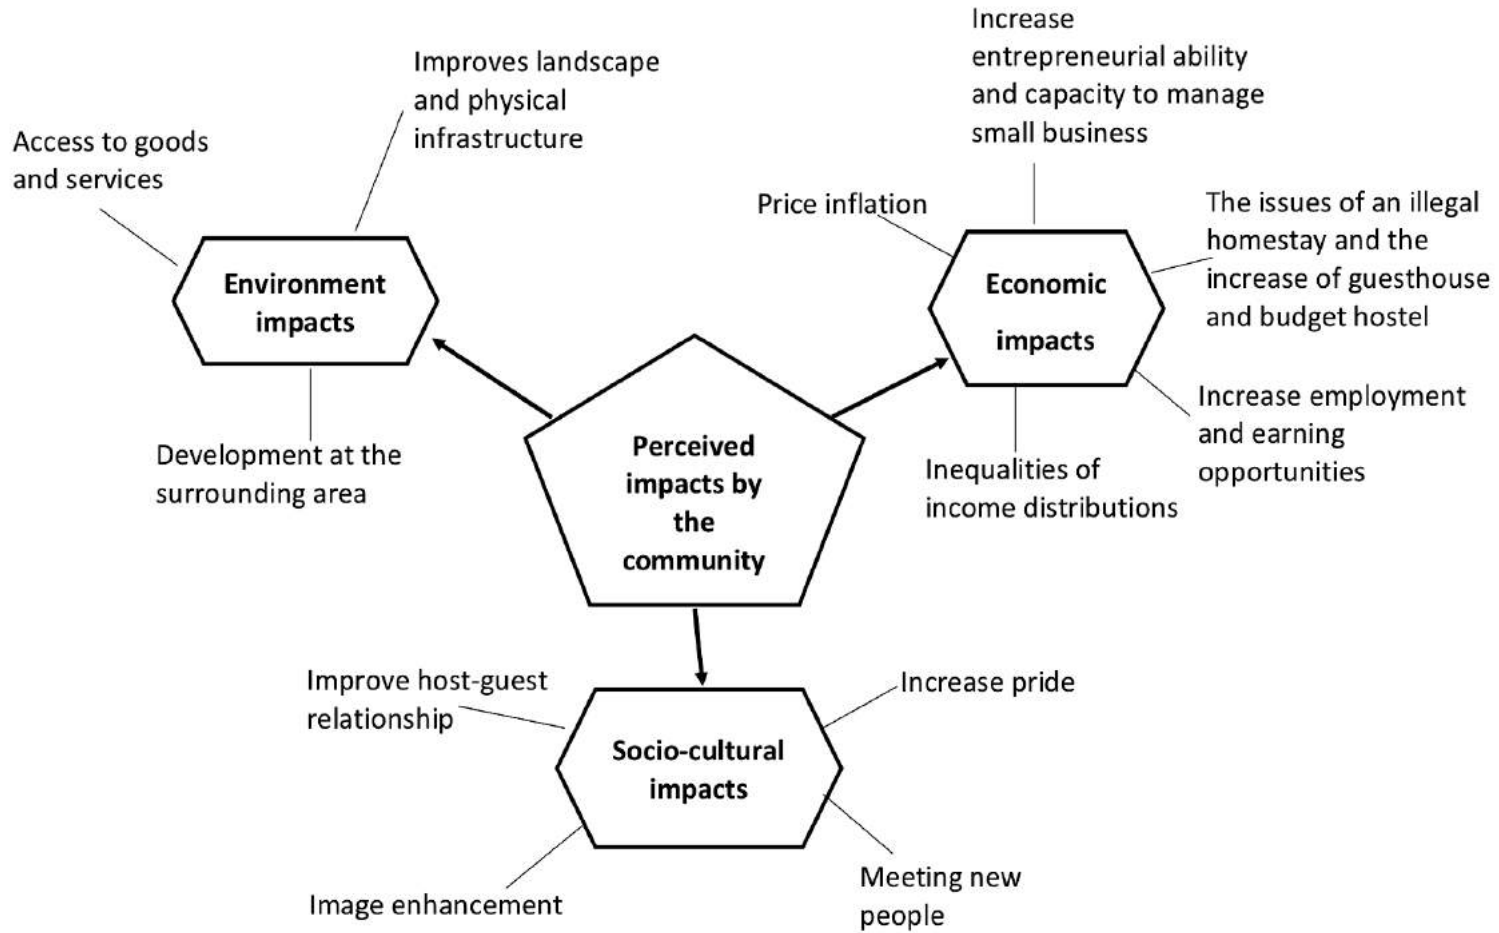 Improves landscape
and physical
infrastructure
Access to goods
and services
Environment
impacts
Development at the
surrounding area
Increase
entrepreneurial ability
and capacity to manage
small business
Price inflation
The issues of an illegal
homestay and the
increase of guesthouse
and budget hostel
Economic
impacts
Increase employment
and earning
opportunities
Inequalities of
income distributions
Perceived
impacts by
the
community
Improve host-guest
relationship
Increase pride
Socio-cultural
impacts
Image enhancement
Meeting new
people